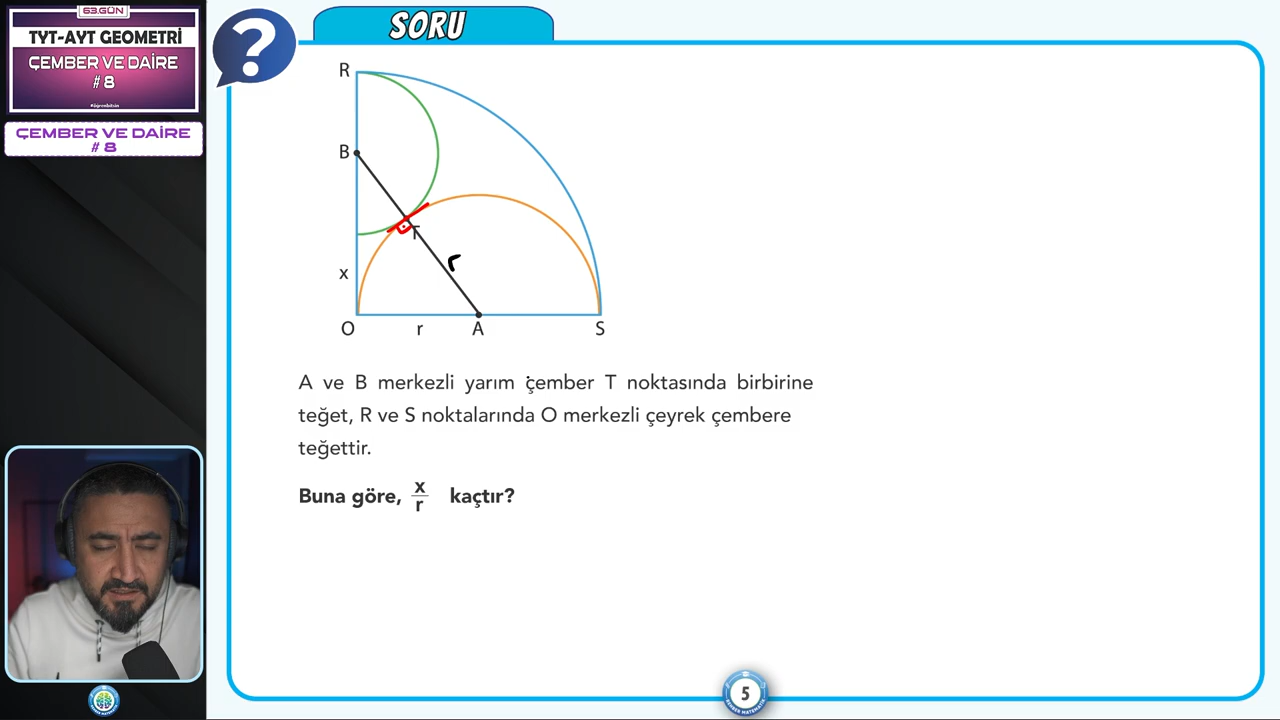 63.GÜN
TYT-AYT GEOMETRİ
ÇEMBER VE DAİRE
# 8
#ögrenbitsin
ÇEMBER VE DAİRE
# 8
?
SORU
R
B
T
r
x
O r A S
A ve B merkezli yarım çember T noktasında birbirine
teğet, R ve S noktalarında O merkezli çeyrek çembere
teğettir.
Buna göre, x/r kaçtır?
5